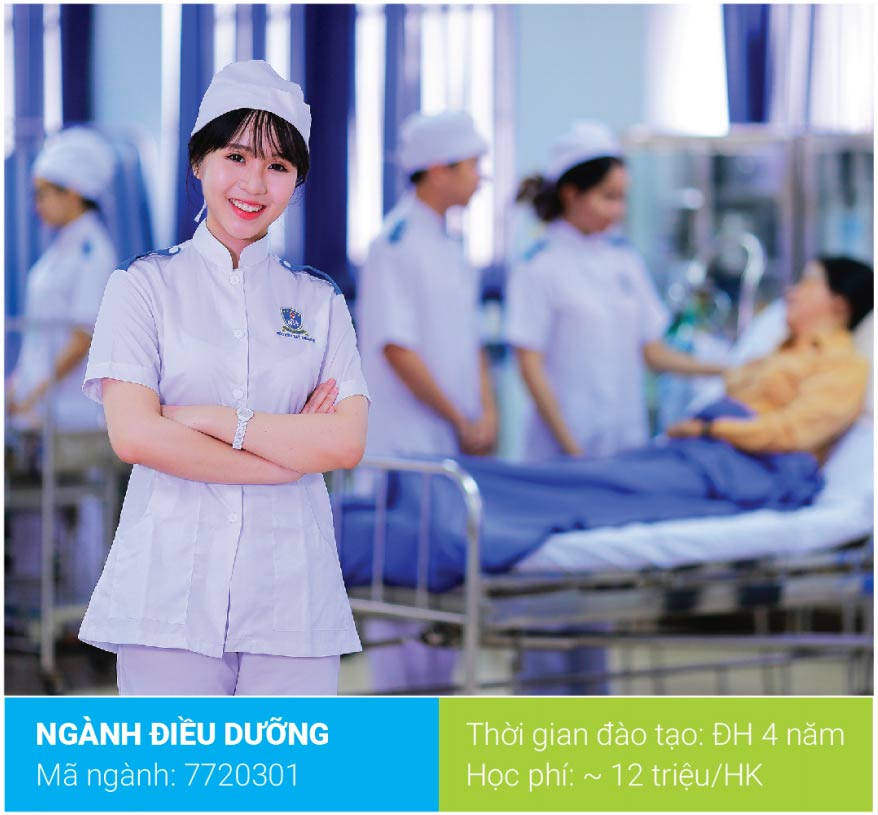 NGÀNH ĐIỀU DƯỠNG
Mã ngành: 7720301
Thời gian đào tạo: ĐH 4 năm
Học phí: ~ 12 triệu/HK